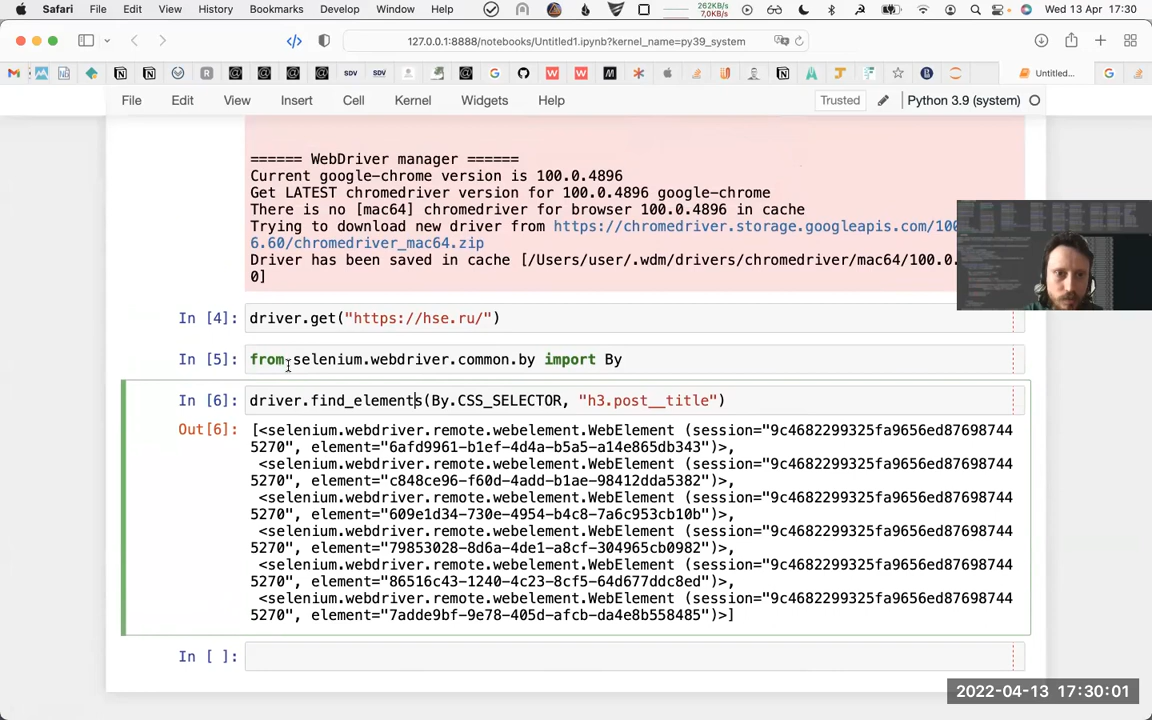 Safari File Edit View History Bookmarks Develop Window Help 262KB/s 7,0KB/s Wed 13 Apr 17:30
127.0.0.1:8888/notebooks/Untitled1.ipynb?kernel_name=py39_system
SDV SDV Untitled...
File Edit View Insert Cell Kernel Widgets Help Trusted Python 3.9 (system)
====== WebDriver manager ======
Current google-chrome version is 100.0.4896
Get LATEST chromedriver version for 100.0.4896 google-chrome
There is no [mac64] chromedriver for browser 100.0.4896 in cache
Trying to download new driver from https://chromedriver.storage.googleapis.com/100
6.60/chromedriver_mac64.zip
Driver has been saved in cache [/Users/user/.wdm/drivers/chromedriver/mac64/100.0.
0]
In [4]: driver.get("https://hse.ru/")
In [5]: from selenium.webdriver.common.by import By
In [6]: driver.find_elements(By.CSS_SELECTOR, "h3.post__title")
Out[6]: [<selenium.webdriver.remote.webelement.WebElement (session="9c4682299325fa9656ed87698744
5270", element="6afd9961-b1ef-4d4a-b5a5-a14e865db343")>,
<selenium.webdriver.remote.webelement.WebElement (session="9c4682299325fa9656ed87698744
5270", element="c848ce96-f60d-4add-b1ae-98412dda5382")>,
<selenium.webdriver.remote.webelement.WebElement (session="9c4682299325fa9656ed87698744
5270", element="609e1d34-730e-4954-b4c8-7a6c953cb10b")>,
<selenium.webdriver.remote.webelement.WebElement (session="9c4682299325fa9656ed87698744
5270", element="79853028-8d6a-4de1-a8cf-304965cb0982")>,
<selenium.webdriver.remote.webelement.WebElement (session="9c4682299325fa9656ed87698744
5270", element="86516c43-1240-4c23-8cf5-64d677ddc8ed")>,
<selenium.webdriver.remote.webelement.WebElement (session="9c4682299325fa9656ed87698744
5270", element="7adde9bf-9e78-405d-afcb-da4e8b558485")>]
In [ ]:
2022-04-13 17:30:01